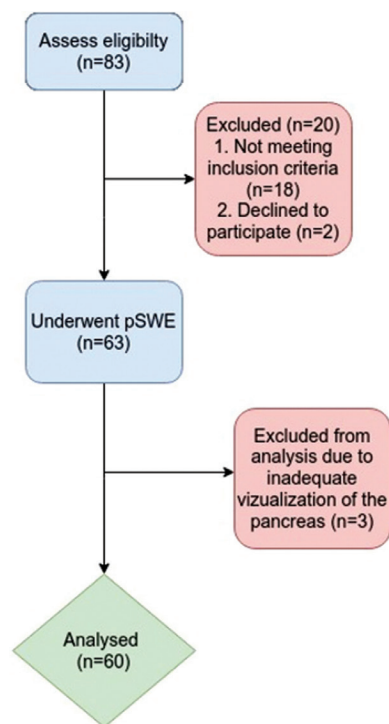 Assess eligibilty
(n=83)
Excluded (n=20)
1. Not meeting
inclusion criteria
(n=18)
2. Declined to
participate (n=2)
Underwent pSWE
(n=63)
Excluded from
analysis due to
inadequate
vizualization of the
pancreas (n=3)
Analysed
(n=60)